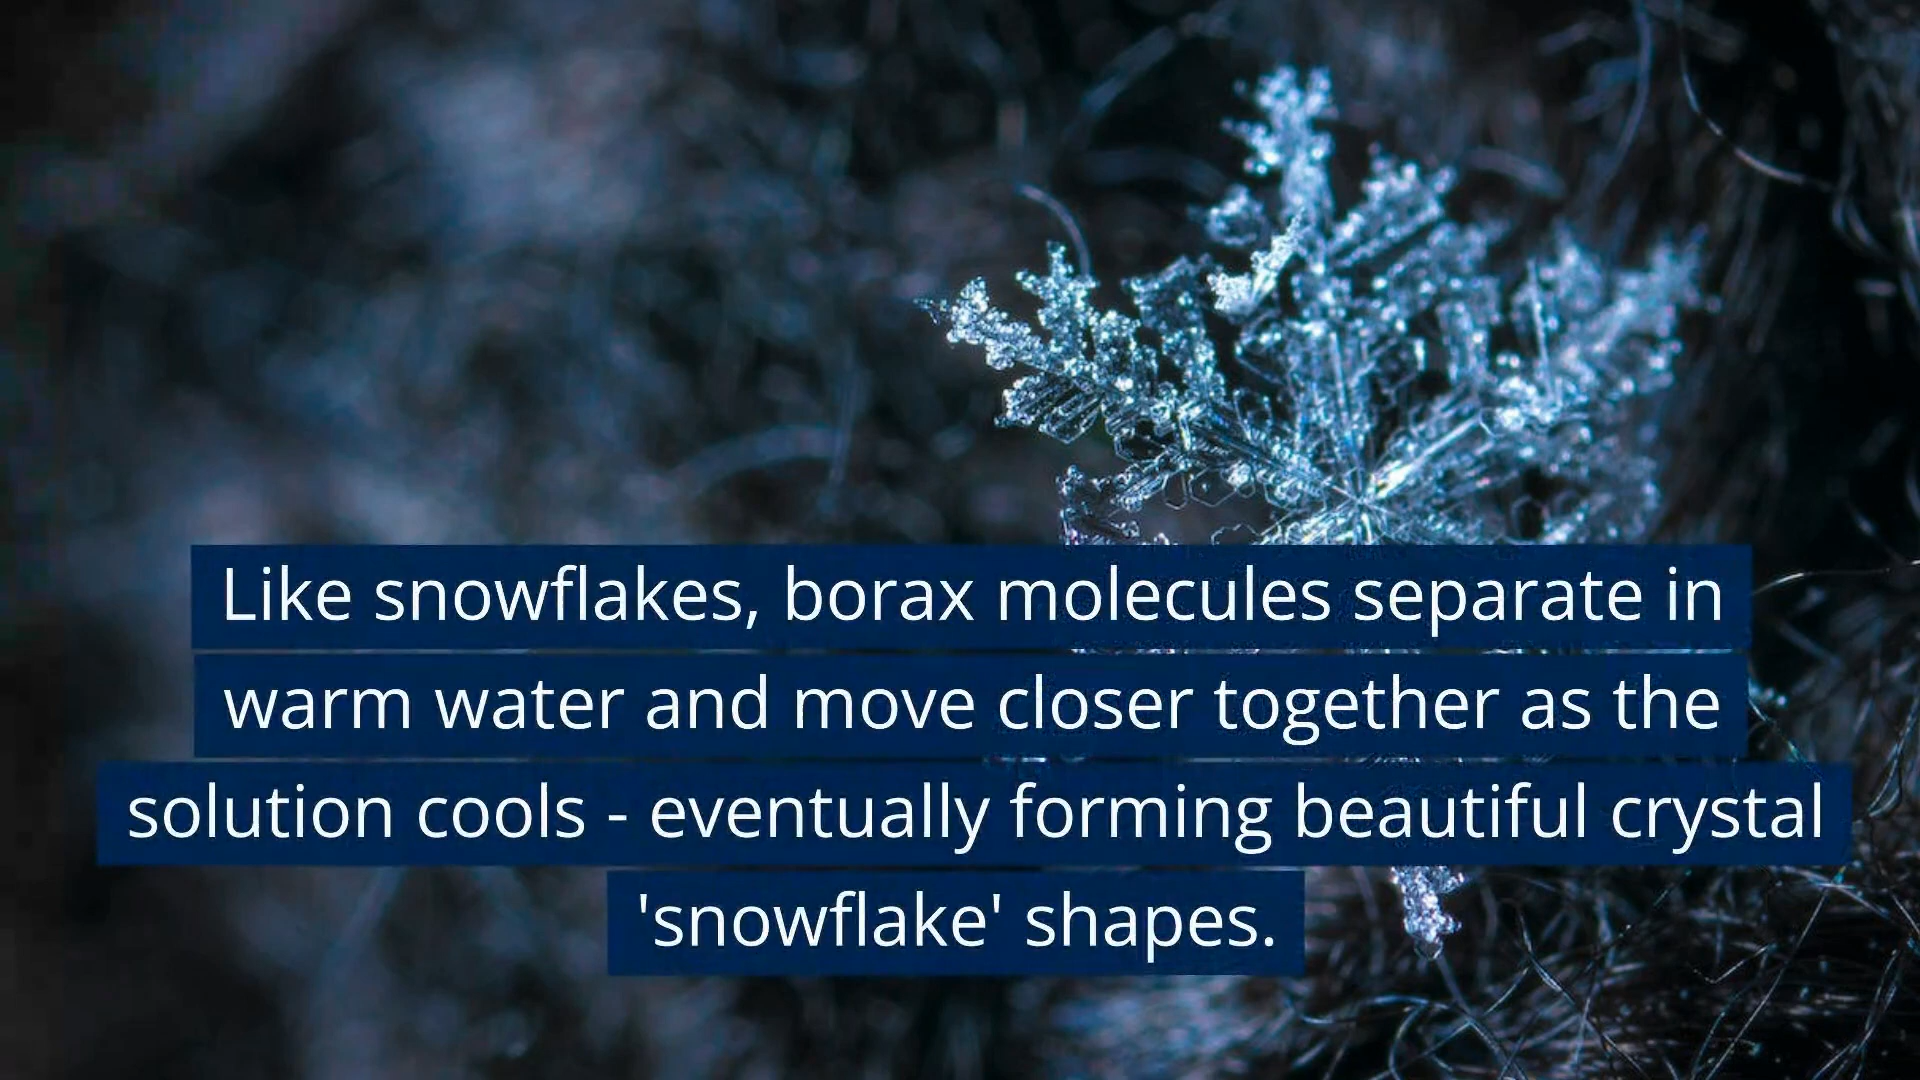 Like snowflakes, borax molecules separate in
warm water and move closer together as the
solution cools - eventually forming beautiful crystal
'snowflake' shapes.